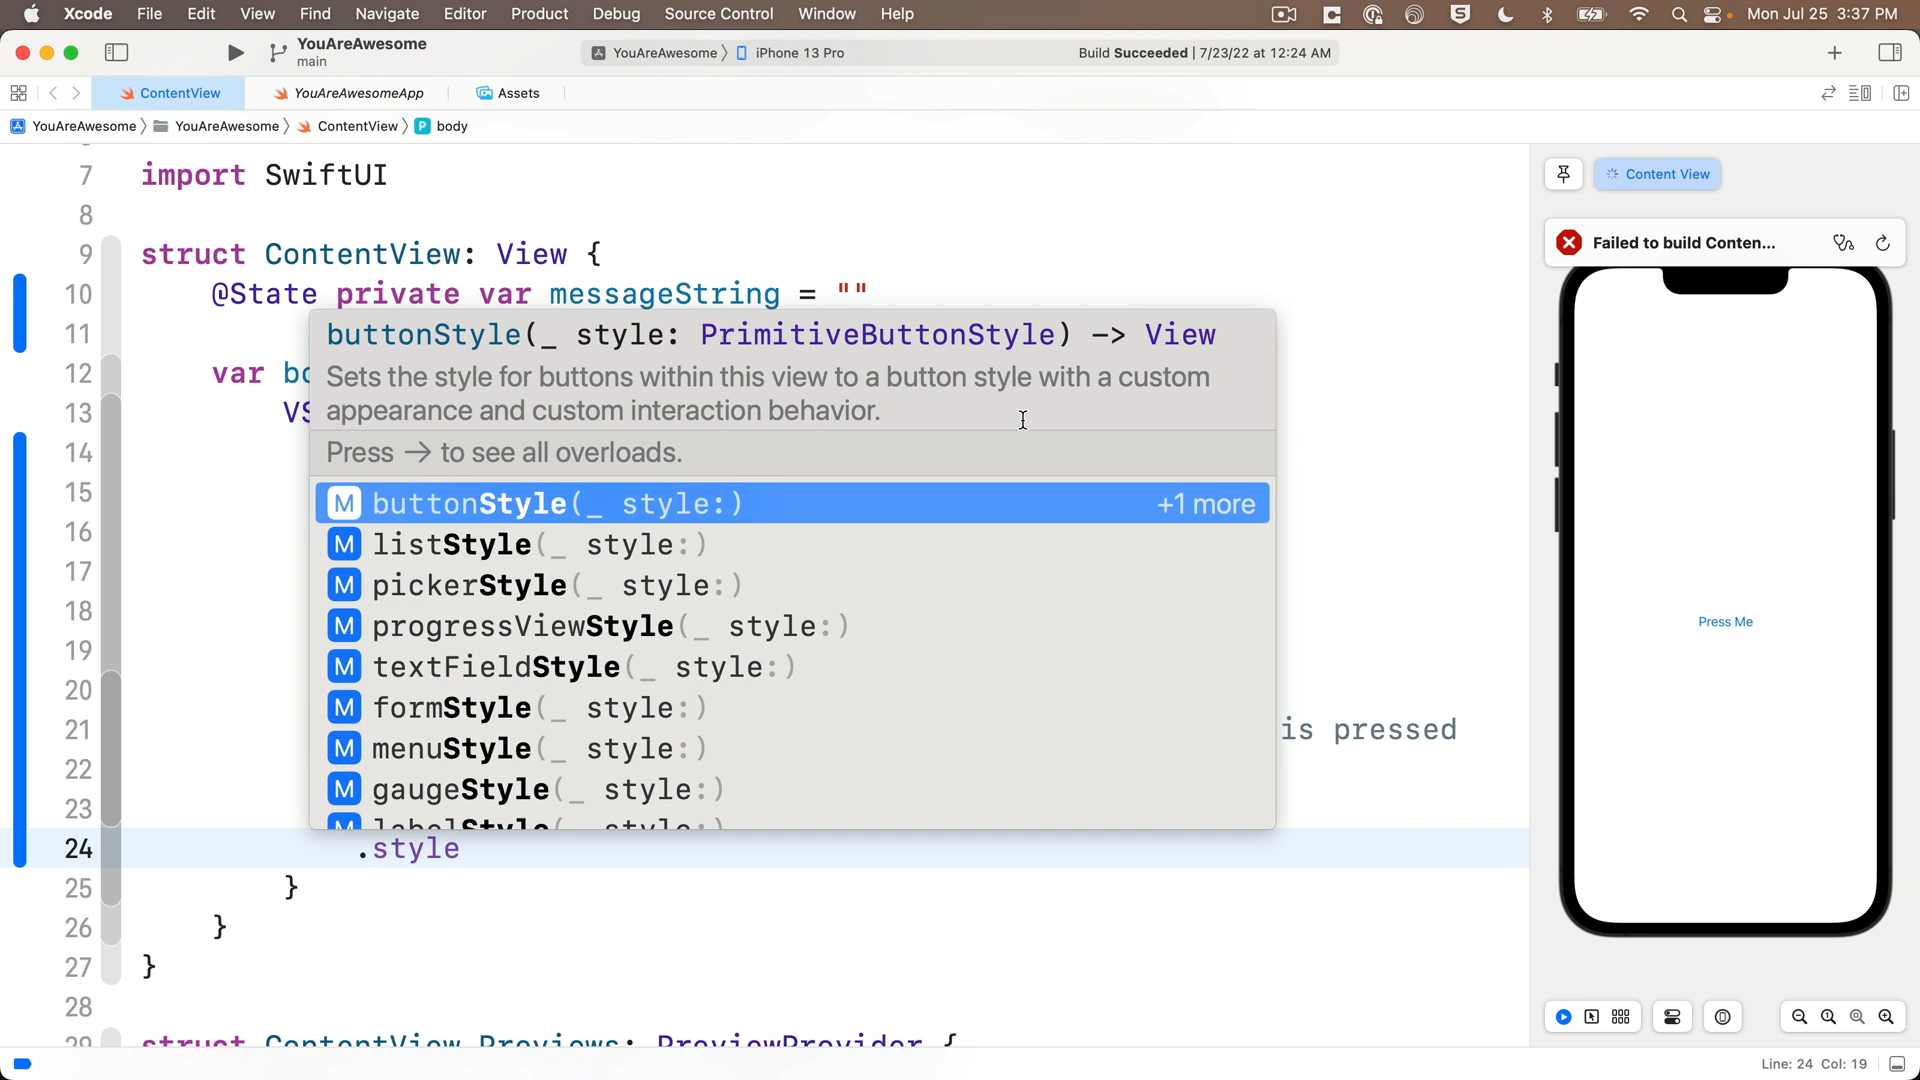 Xcode File Edit View Find Navigate Editor Product Debug Source Control Window Help Mon Jul 25 3:37 PM
YouAreAwesome
main
YouAreAwesome iPhone 13 Pro Build Succeeded | 7/23/22 at 12:24 AM
ContentView YouAreAwesomeApp Assets
YouAreAwesome YouAreAwesome ContentView body
7 import SwiftUI
8
9 struct ContentView: View {
10 @State private var messageString = ""
11
12 var bo
13 VS
14
15
16
17
18
19
20
21 is pressed
22
23
24 .style
25 }
26 }
27 }
28
29 struct ContentView_Previews: PreviewProvider {
buttonStyle(_ style: PrimitiveButtonStyle) -> View
Sets the style for buttons within this view to a button style with a custom
appearance and custom interaction behavior.
Press → to see all overloads.
M buttonStyle(_ style:) +1 more
M listStyle(_ style:)
M pickerStyle(_ style:)
M progressViewStyle(_ style:)
M textFieldStyle(_ style:)
M formStyle(_ style:)
M menuStyle(_ style:)
M gaugeStyle(_ style:)
M labelStyle(_ style:)
Content View
Failed to build Conten...
Press Me
Line: 24 Col: 19